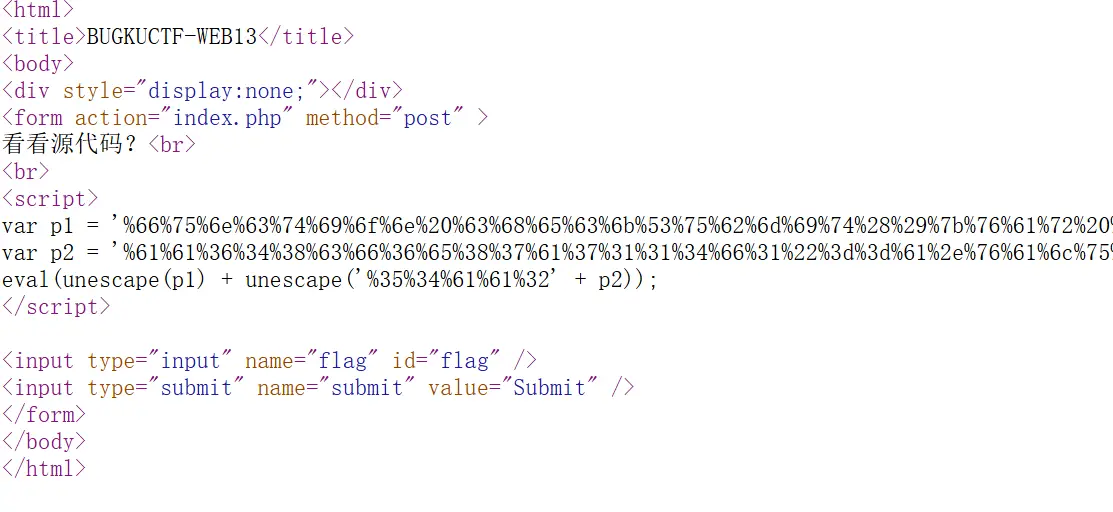 <html>
<title>BUGKUCTF-WEB13</title>
<body>
<div style="display:none;"></div>
<form action="index.php" method="post" >
看看源代码？<br>
<br>
<script>
var p1 = '%66%75%6e%63%74%69%6f%6e%20%63%68%65%63%6b%53%75%62%6d%69%74%28%29%7b%76%61%72%20%
var p2 = '%61%61%36%34%38%63%66%36%65%38%37%61%37%31%31%34%66%31%22%3d%3d%61%2e%76%61%6c%75%
eval(unescape(p1) + unescape('%35%34%61%61%32' + p2));
</script>
<input type="input" name="flag" id="flag" />
<input type="submit" name="submit" value="Submit" />
</form>
</body>
</html>